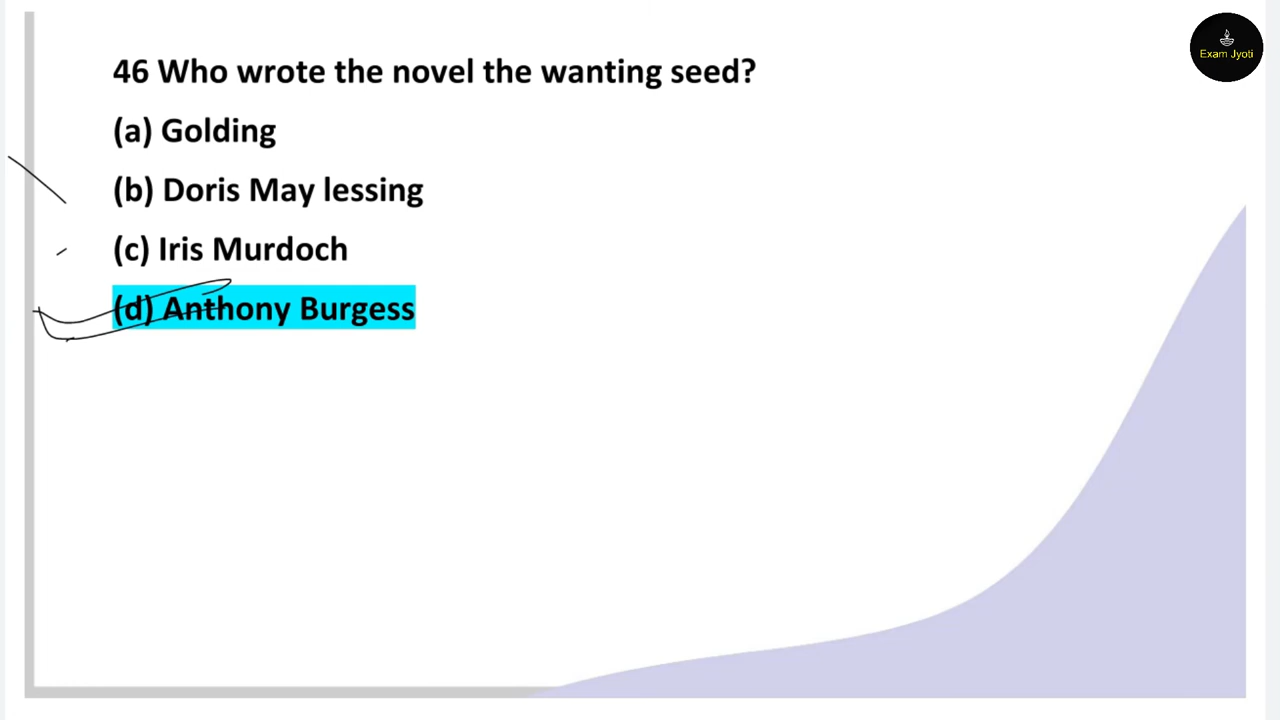 Exam Jyoti
46 Who wrote the novel the wanting seed?
(a) Golding
(b) Doris May lessing
(c) Iris Murdoch
(d) Anthony Burgess